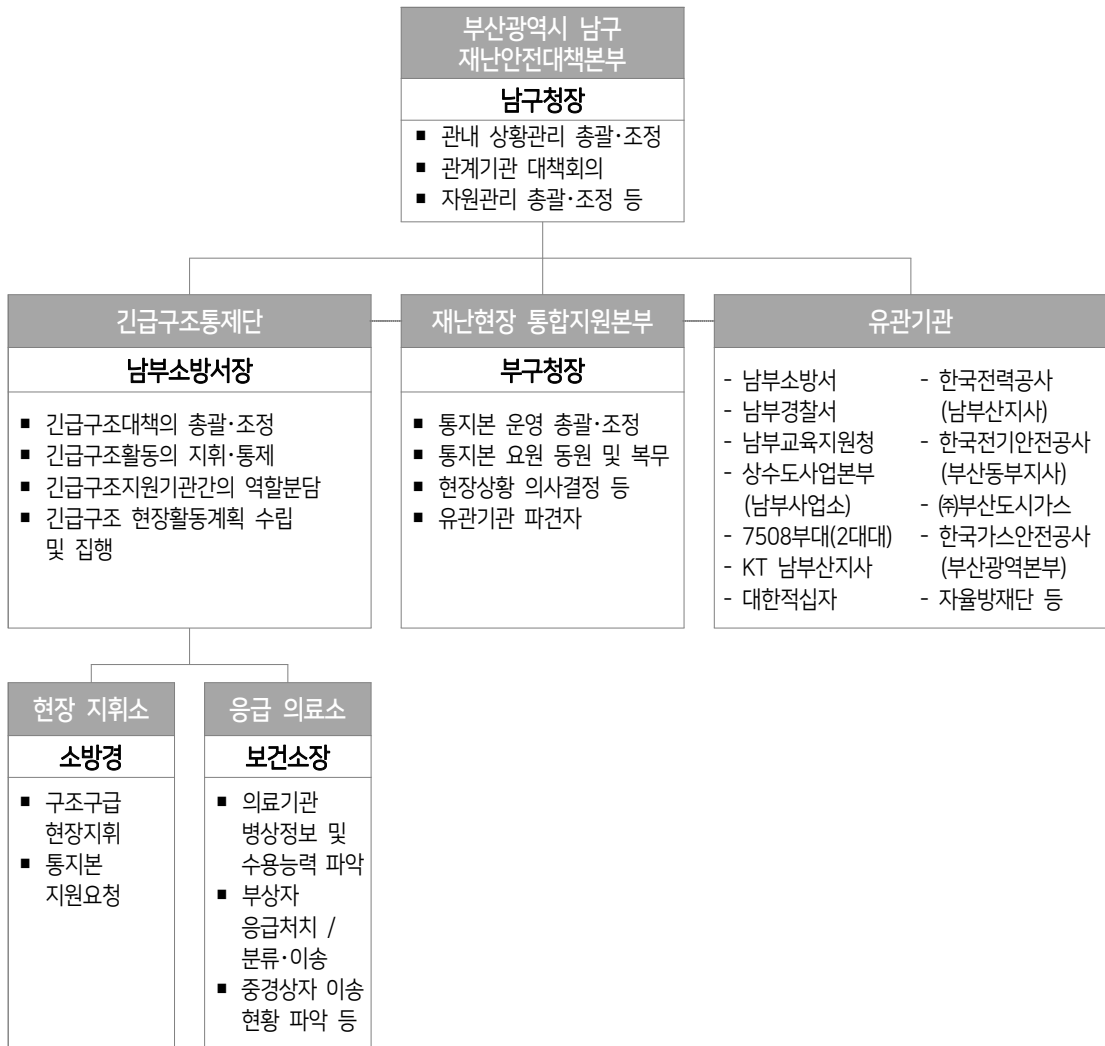 부산광역시 남구
재난안전대책본부
남구청장
▪ 관내 상황관리 총괄·조정
▪ 관계기관 대책회의
▪ 자원관리 총괄·조정 등
긴급구조통제단
남부소방서장
▪ 긴급구조대책의 총괄·조정
▪ 긴급구조활동의 지휘·통제
▪ 긴급구조지원기관간의 역할분담
▪ 긴급구조 현장활동계획 수립
및 집행
재난현장 통합지원본부
부구청장
▪ 통지본 운영 총괄·조정
▪ 통지본 요원 동원 및 복무
▪ 현장상황 의사결정 등
▪ 유관기관 파견자
유관기관
- 남부소방서
- 남부경찰서
- 남부교육지원청
- 상수도사업본부
(남부사업소)
- 7508부대(2대대)
- KT 남부산지사
- 대한적십자
- 한국전력공사
(남부산지사)
- 한국전기안전공사
(부산동부지사)
- ㈜부산도시가스
- 한국가스안전공사
(부산광역본부)
- 자율방재단 등
현장 지휘소
소방경
▪ 구조구급
현장지휘
▪ 통지본
지원요청
응급 의료소
보건소장
▪ 의료기관
병상정보 및
수용능력 파악
▪ 부상자
응급처치 /
분류·이송
▪ 중경상자 이송
현황 파악 등